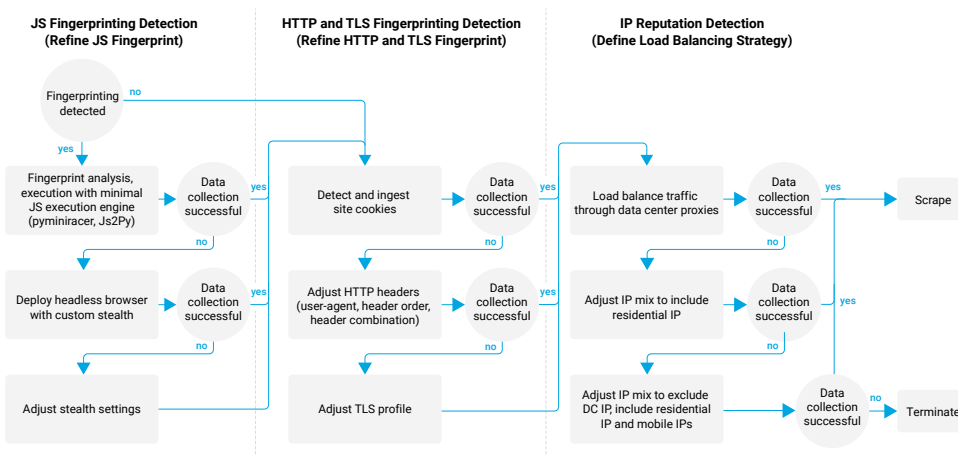 JS Fingerprinting Detection
(Refine JS Fingerprint)
HTTP and TLS Fingerprinting Detection
(Refine HTTP and TLS Fingerprint)
IP Reputation Detection
(Define Load Balancing Strategy)
Fingerprinting
detected
no
yes
Fingerprint analysis,
execution with minimal
JS execution engine
(pyminiracer, Js2Py)
Data
collection
successful
yes
no
Deploy headless browser
with custom stealth
Data
collection
successful
yes
no
Adjust stealth settings
Detect and ingest
site cookies
Data
collection
successful
yes
no
Adjust HTTP headers
(user-agent, header order,
header combination)
Data
collection
successful
yes
no
Adjust TLS profile
Load balance traffic
through data center proxies
Data
collection
successful
yes
Scrape
no
Adjust IP mix to include
residential IP
Data
collection
successful
yes
no
Adjust IP mix to exclude
DC IP, include residential
IP and mobile IPs
Data
collection
successful
no
Terminate